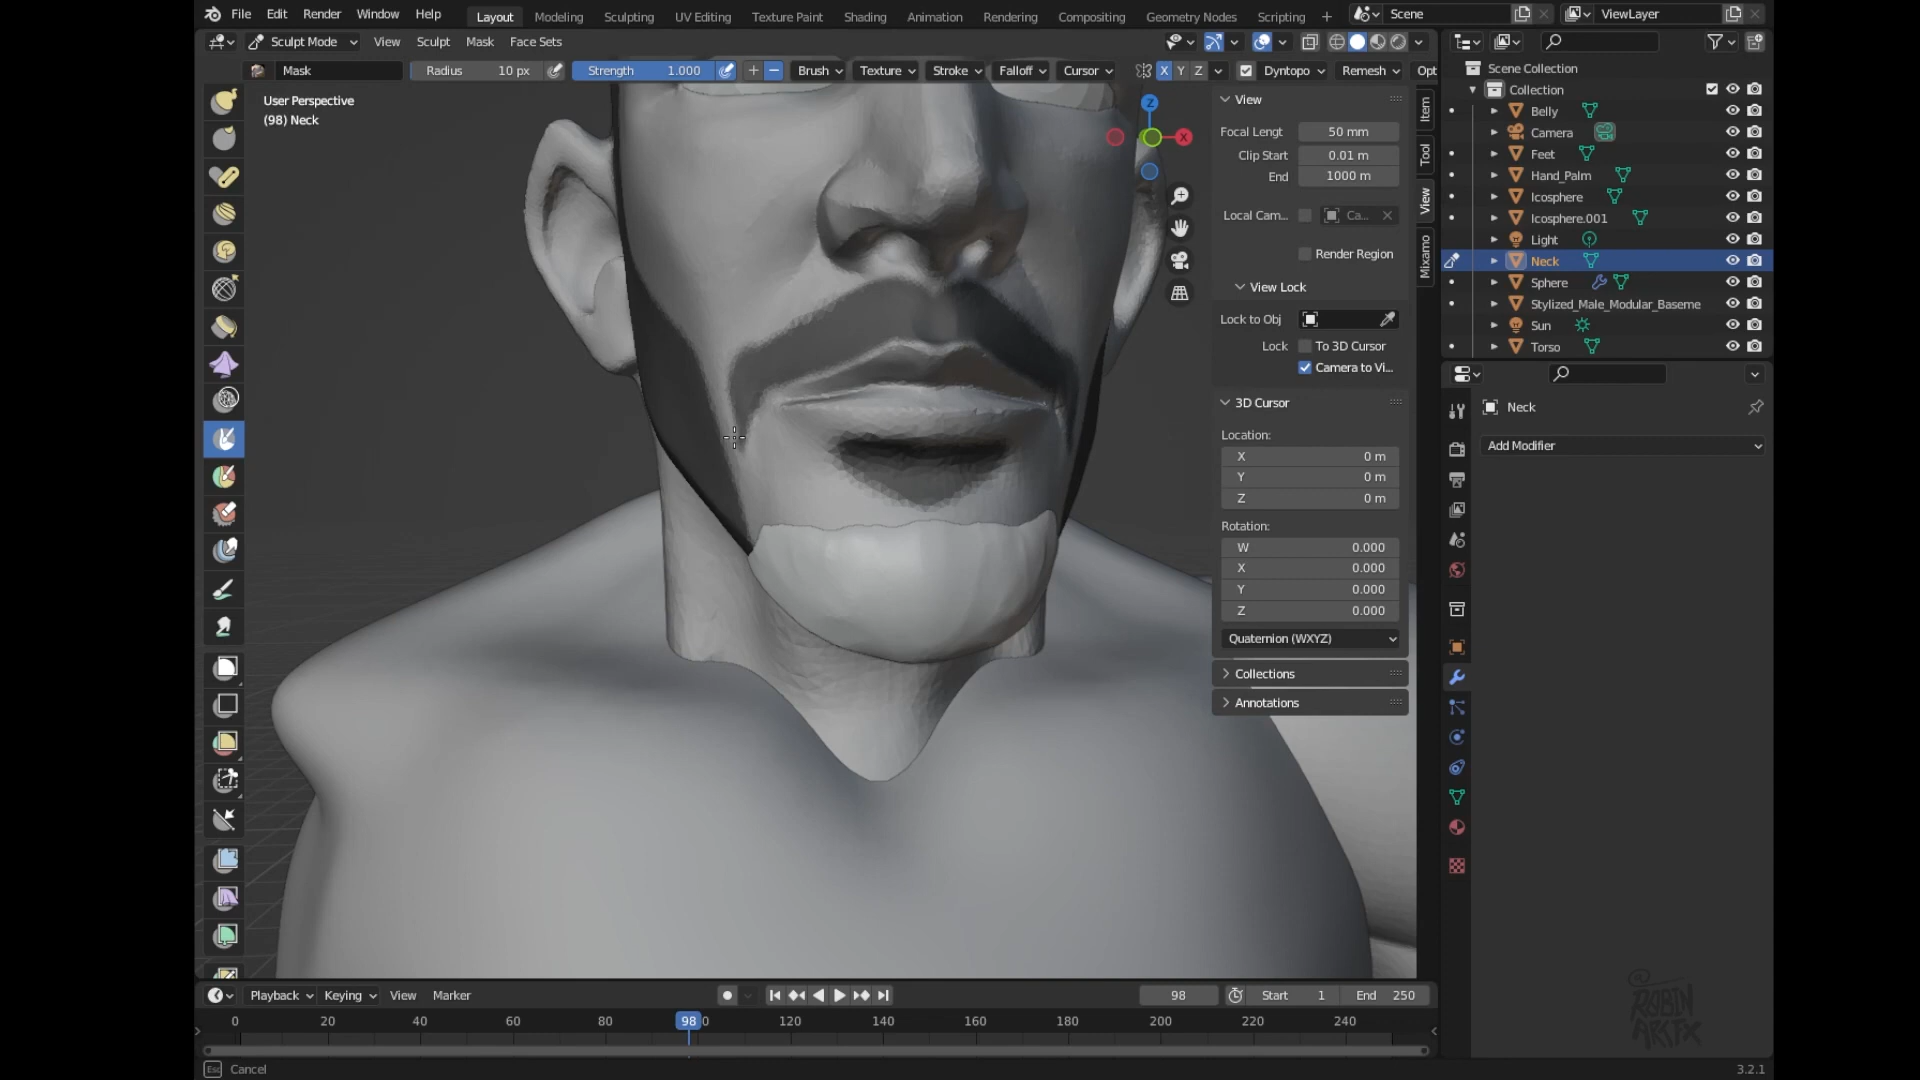 File Edit Render Window Help Layout Modeling Sculpting UV Editing Texture Paint Shading Animation Rendering Compositing Geometry Nodes Scripting + Scene ViewLayer
Sculpt Mode View Sculpt Mask Face Sets
Mask Radius 10 px Strength 1.000 Brush Texture Stroke Falloff Cursor X Y Z Dyntopo Remesh Opt
User Perspective
(98) Neck
Z
X
View
Focal Lengt 50 mm
Clip Start 0.01 m
End 1000 m
Local Cam... Ca...
Render Region
View Lock
Lock to Obj
Lock To 3D Cursor
Camera to Vi...
3D Cursor
Location:
X 0 m
Y 0 m
Z 0 m
Rotation:
W 0.000
X 0.000
Y 0.000
Z 0.000
Quaternion (WXYZ)
Collections
Annotations
Item
Tool
View
Mixamo
Scene Collection
Collection
Belly
Camera
Feet
Hand_Palm
Icosphere
Icosphere.001
Light
Neck
Sphere
Stylized_Male_Modular_Baseme
Sun
Torso
Neck
Add Modifier
Playback Keying View Marker 98 Start 1 End 250
0 20 40 60 80 98 0 120 140 160 180 200 220 240
Esc Cancel
3.2.1
ROBIN
ARTFX